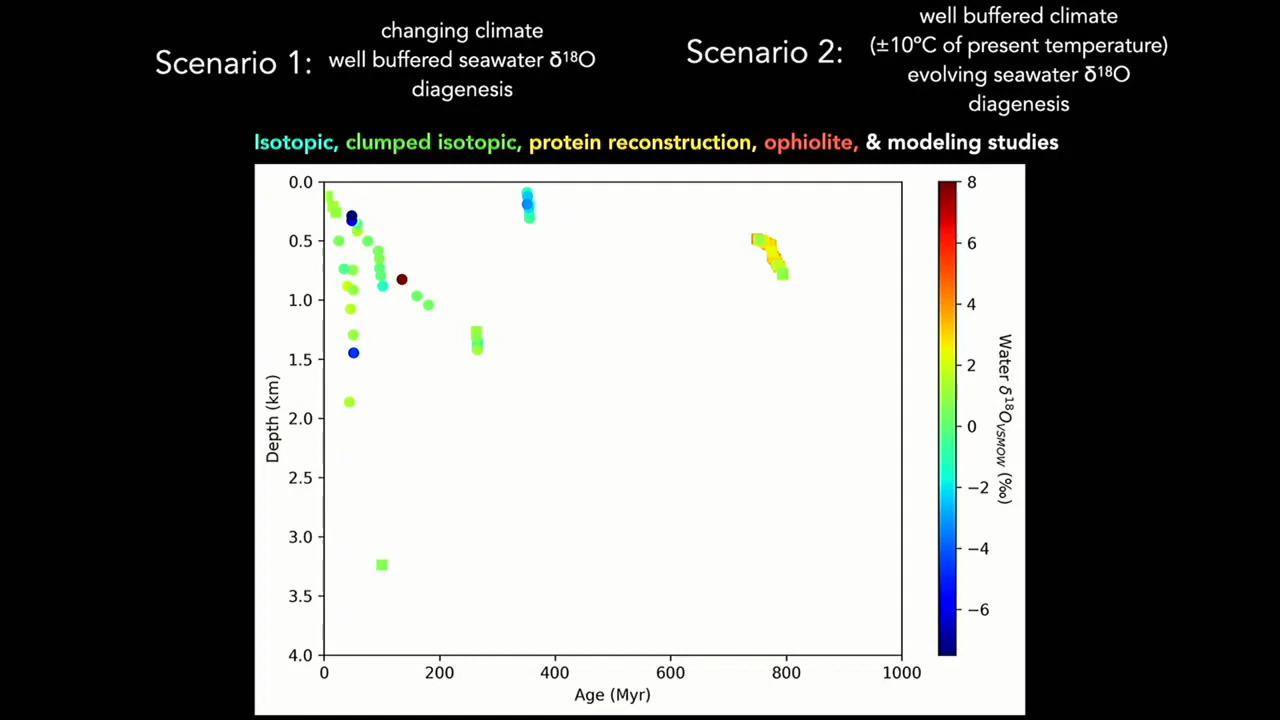 Scenario 1:
changing climate
well buffered seawater δ¹⁸O
diagenesis
Scenario 2:
well buffered climate
(±10°C of present temperature)
evolving seawater δ¹⁸O
diagenesis
Isotopic, clumped isotopic, protein reconstruction, ophiolite, & modeling studies
0.0
0.5
1.0
1.5
2.0
2.5
3.0
3.5
4.0
Depth (km)
0 200 400 600 800 1000
Age (Myr)
8
6
4
2
0
−2
−4
−6
Water δ¹⁸O_VSMOW (‰)